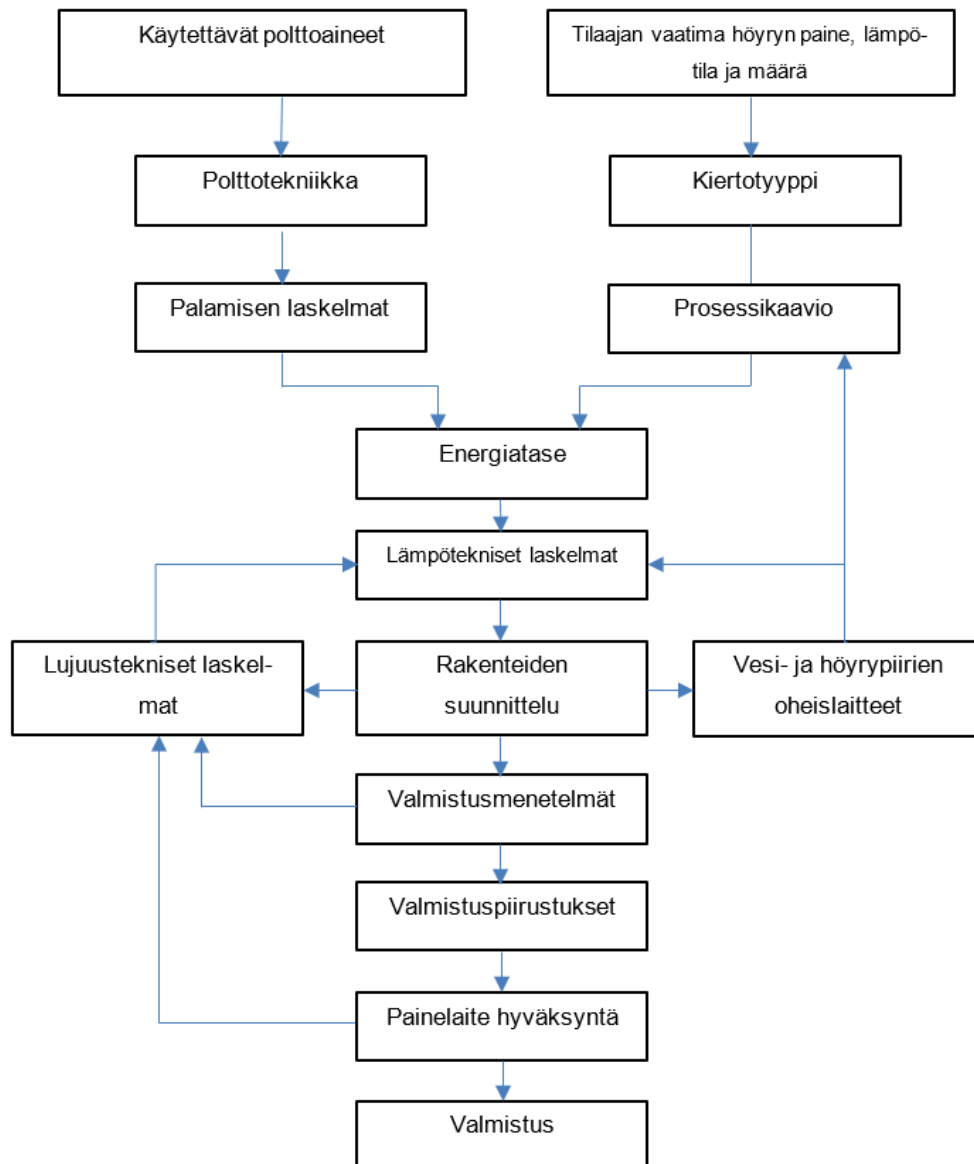 Käytettävät polttoaineet
Tilaajan vaatima höyryn paine, lämpö-
tila ja määrä
Polttotekniikka
Kiertotyyppi
Palamisen laskelmat
Prosessikaavio
Energiatase
Lämpötekniset laskelmat
Lujuustekniset laskel-
mat
Rakenteiden
suunnittelu
Vesi- ja höyrypiirien
oheislaitteet
Valmistusmenetelmät
Valmistuspiirustukset
Painelaite hyväksyntä
Valmistus